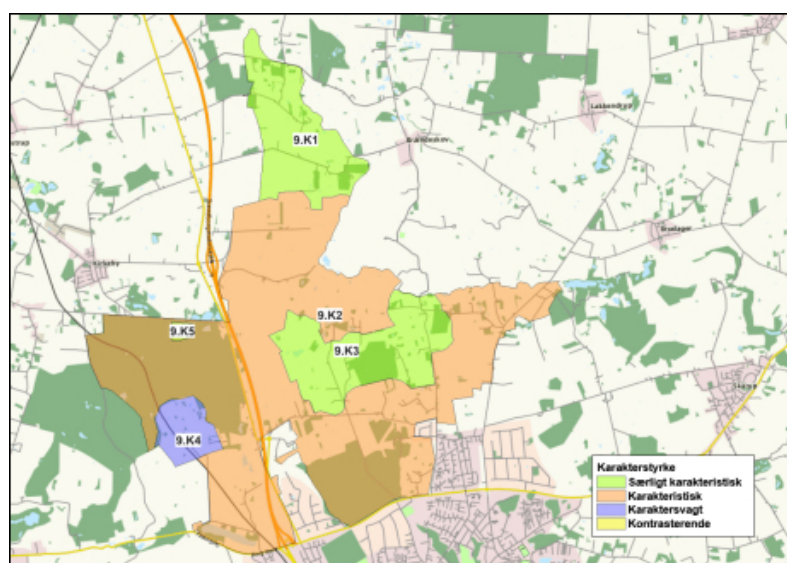 9.K1
9.K2
9.K5
9.K3
9.K4
Karakterstyrke
Særligt karakteristisk
Karakteristisk
Karaktersvagt
Kontrasterende